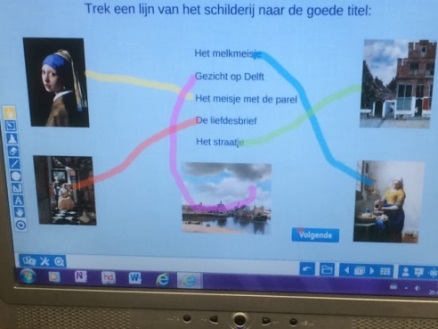 Trek een lijn van het schilderij naar de goede titel:
Het melkmeisje
Gezicht op Delft
Het meisje met de parel
De liefdesbrief
Het straatje
Volgende